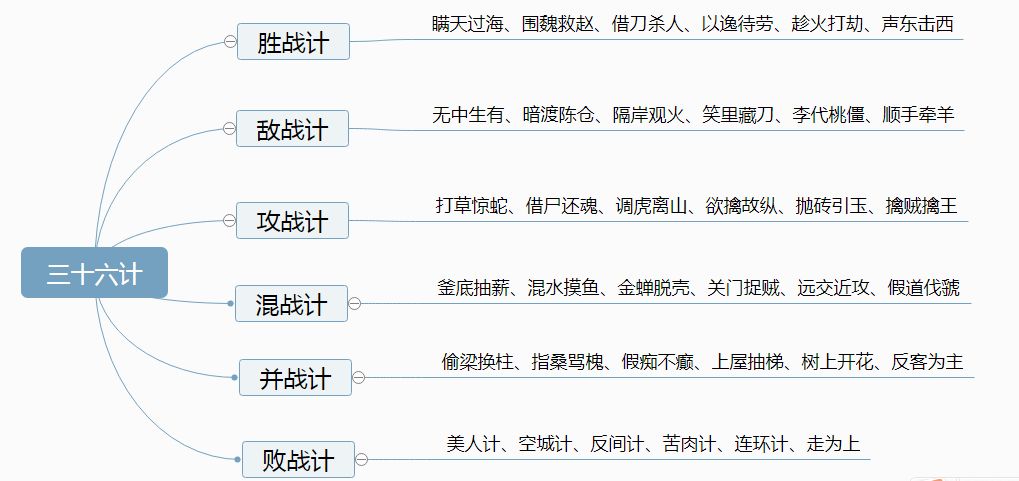 三十六计
胜战计
瞒天过海、围魏救赵、借刀杀人、以逸待劳、趁火打劫、声东击西
敌战计
无中生有、暗渡陈仓、隔岸观火、笑里藏刀、李代桃僵、顺手牵羊
攻战计
打草惊蛇、借尸还魂、调虎离山、欲擒故纵、抛砖引玉、擒贼擒王
混战计
釜底抽薪、混水摸鱼、金蝉脱壳、关门捉贼、远交近攻、假道伐虢
并战计
偷梁换柱、指桑骂槐、假痴不癫、上屋抽梯、树上开花、反客为主
败战计
美人计、空城计、反间计、苦肉计、连环计、走为上